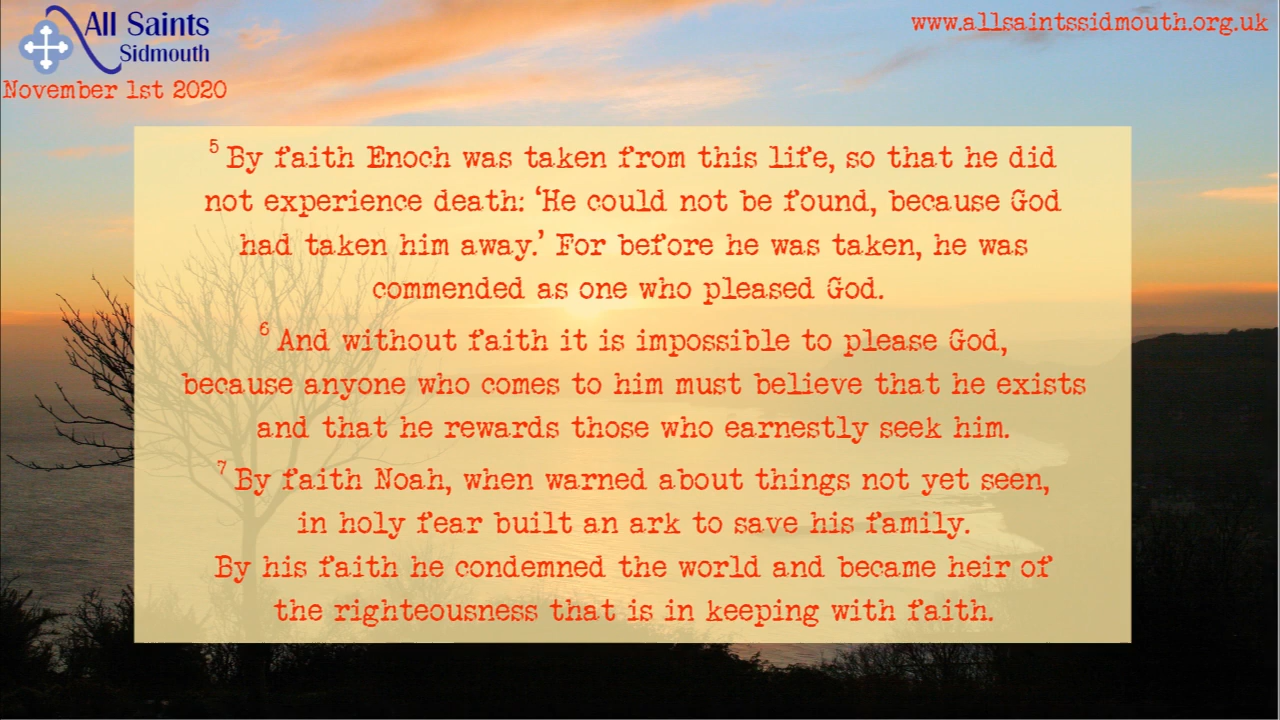 All Saints
Sidmouth
www.allsaintssidmouth.org.uk
November 1st 2020
5 By faith Enoch was taken from this life, so that he did
not experience death: ‘He could not be found, because God
had taken him away.’ For before he was taken, he was
commended as one who pleased God.
6 And without faith it is impossible to please God,
because anyone who comes to him must believe that he exists
and that he rewards those who earnestly seek him.
7 By faith Noah, when warned about things not yet seen,
in holy fear built an ark to save his family.
By his faith he condemned the world and became heir of
the righteousness that is in keeping with faith.